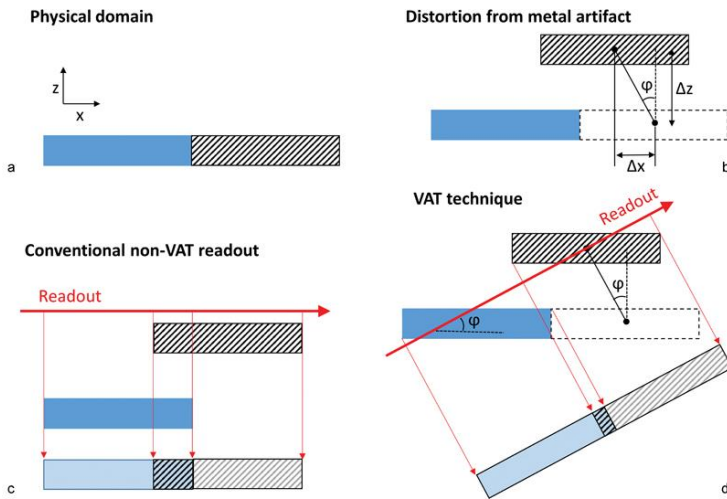 Physical domain
z
x
a
Distortion from metal artifact
φ
Δz
Δx
b
Conventional non-VAT readout
Readout
c
VAT technique
Readout
φ
φ
d